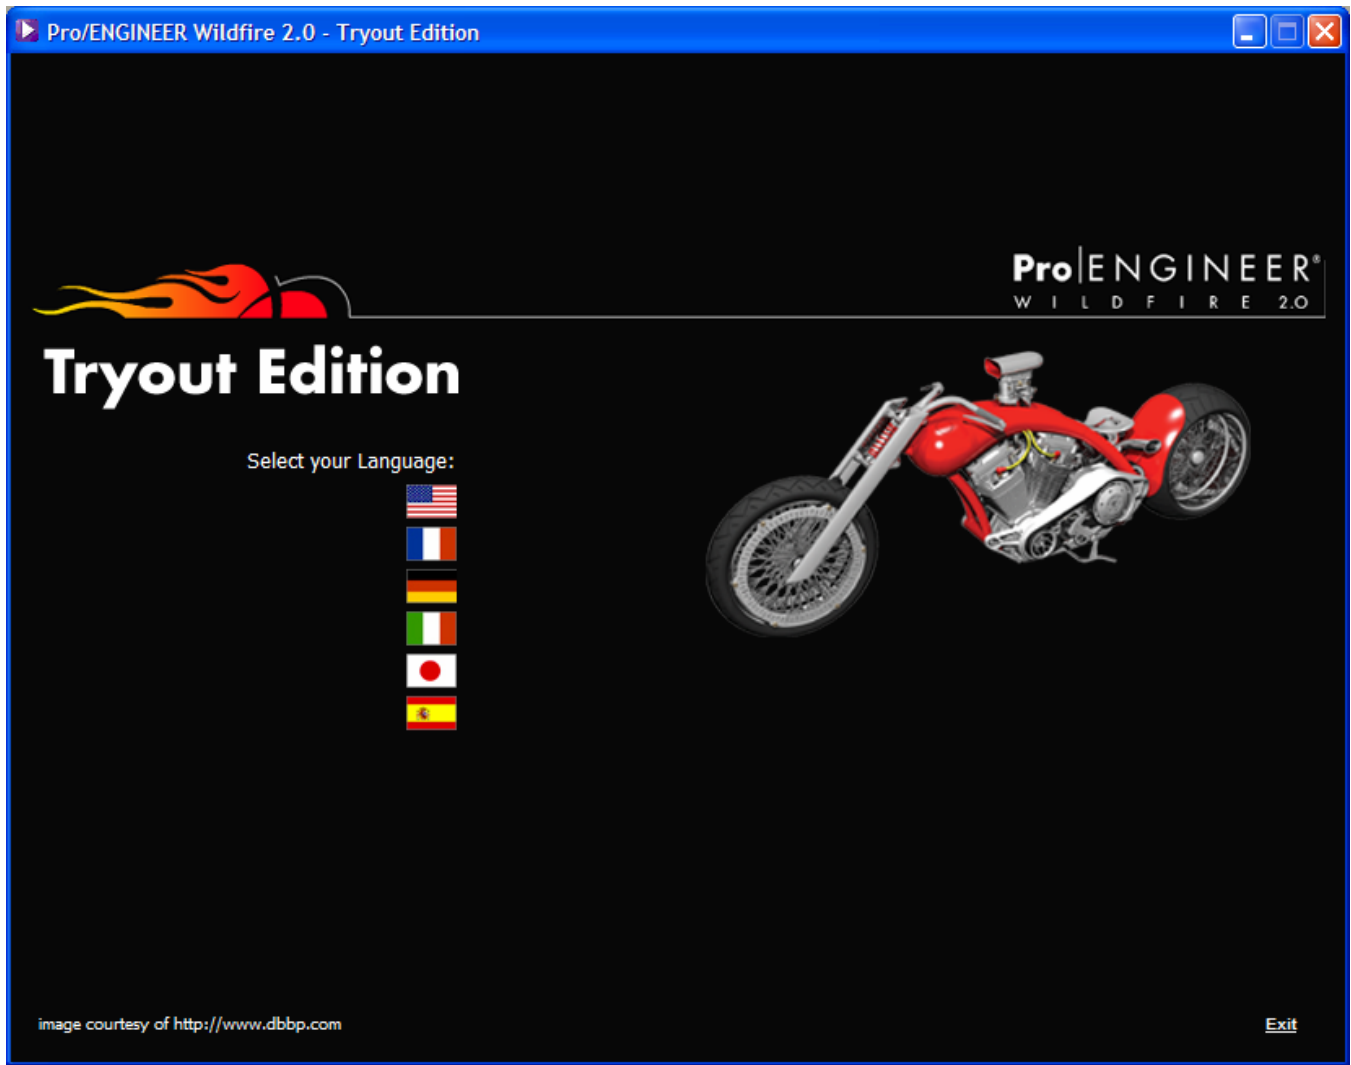 Pro/ENGINEER Wildfire 2.0 - Tryout Edition
Pro|ENGINEER®
WILDFIRE 2.0
Tryout Edition
Select your Language:
image courtesy of http://www.dbbp.com
Exit